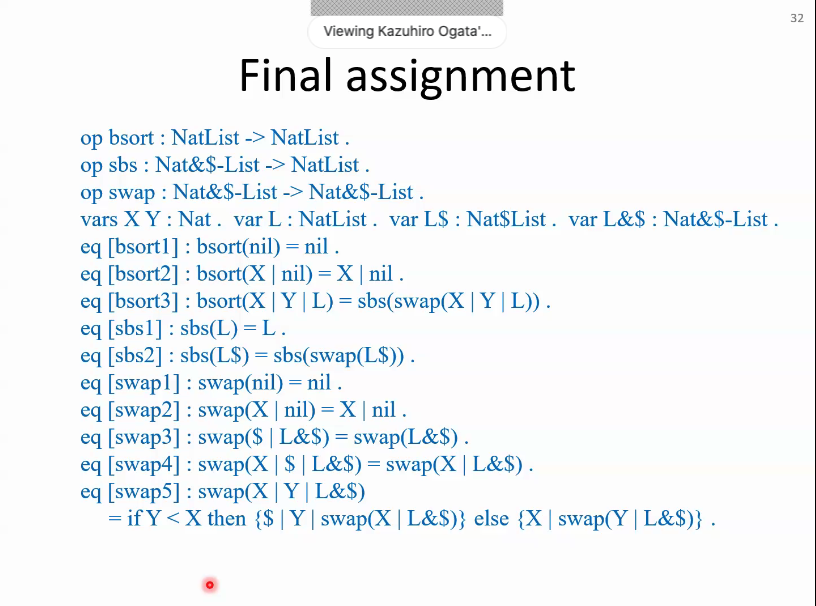 32
Viewing Kazuhiro Ogata'...
Final assignment
op bsort : NatList -> NatList .
op sbs : Nat&$-List -> NatList .
op swap : Nat&$-List -> Nat&$-List .
vars X Y : Nat . var L : NatList . var L$ : Nat$List . var L&$ : Nat&$-List .
eq [bsort1] : bsort(nil) = nil .
eq [bsort2] : bsort(X | nil) = X | nil .
eq [bsort3] : bsort(X | Y | L) = sbs(swap(X | Y | L)) .
eq [sbs1] : sbs(L) = L .
eq [sbs2] : sbs(L$) = sbs(swap(L$)) .
eq [swap1] : swap(nil) = nil .
eq [swap2] : swap(X | nil) = X | nil .
eq [swap3] : swap($ | L&$) = swap(L&$) .
eq [swap4] : swap(X | $ | L&$) = swap(X | L&$) .
eq [swap5] : swap(X | Y | L&$)
= if Y < X then {$ | Y | swap(X | L&$)} else {X | swap(Y | L&$)} .